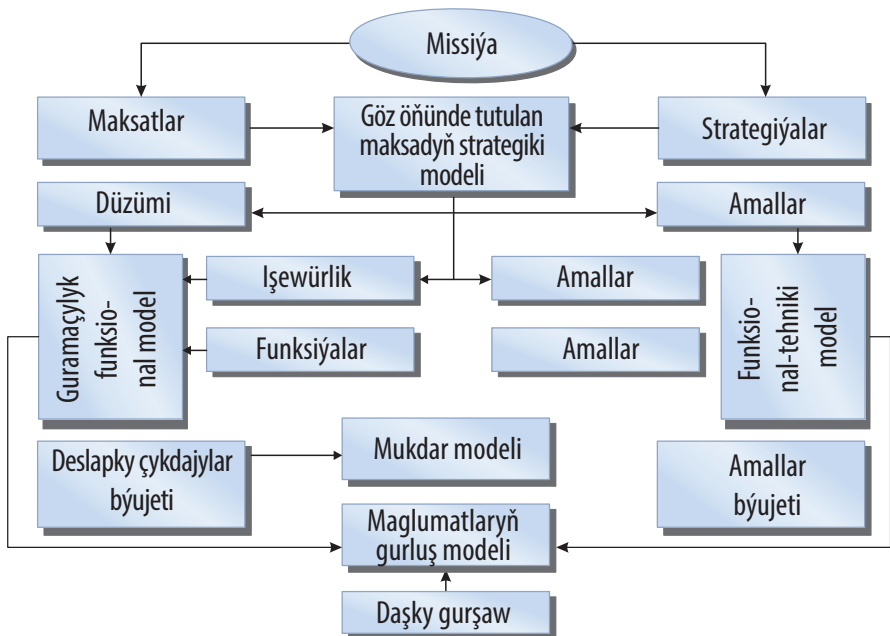 Missiýa
Maksatlar
Göz öňünde tutulan
maksadyň strategiki
modeli
Strategiýalar
Düzümi
Amallar
Guramaçylyk
funksio-
nal model
Işewürlik
Amallar
Funksio-
nal-tehniki
model
Funksiýalar
Amallar
Deslapky çykdajylar
býujeti
Mukdar modeli
Amallar
býujeti
Maglumatlaryň
gurluş modeli
Daşky gurşaw